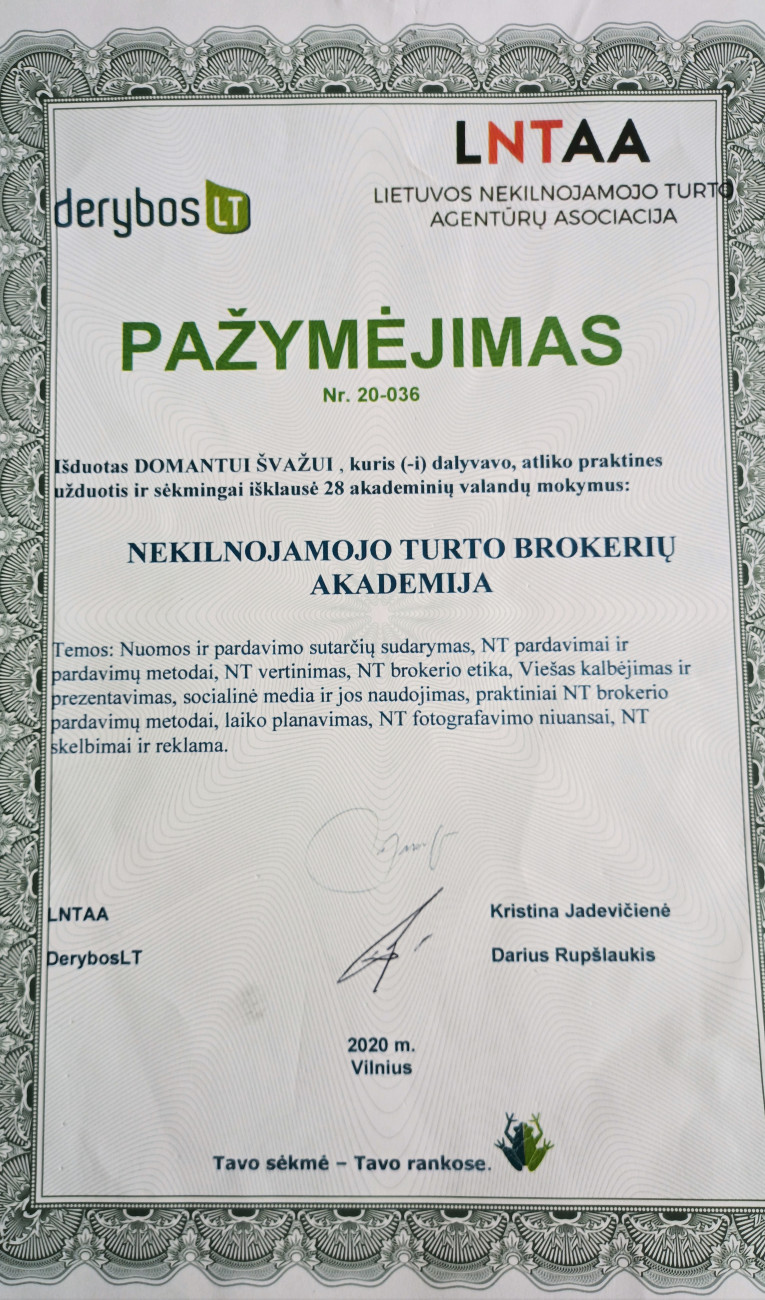 derybos LT
LNTAA
LIETUVOS NEKILNOJAMOJO TURTO
AGENTŪRŲ ASOCIACIJA
PAŽYMĖJIMAS
Nr. 20-036
Išduotas DOMANTUI ŠVAŽUI , kuris (-i) dalyvavo, atliko praktines
užduotis ir sėkmingai išklausė 28 akademinių valandų mokymus:
NEKILNOJAMOJO TURTO BROKERIŲ
AKADEMIJA
Temos: Nuomos ir pardavimo sutarčių sudarymas, NT pardavimai ir
pardavimų metodai, NT vertinimas, NT brokerio etika, Viešas kalbėjimas ir
prezentavimas, socialinė media ir jos naudojimas, praktiniai NT brokerio
pardavimų metodai, laiko planavimas, NT fotografavimo niuansai, NT
skelbimai ir reklama.
LNTAA Kristina Jadevičienė
DerybosLT Darius Rupšlaukis
2020 m.
Vilnius
Tavo sėkmė – Tavo rankose.